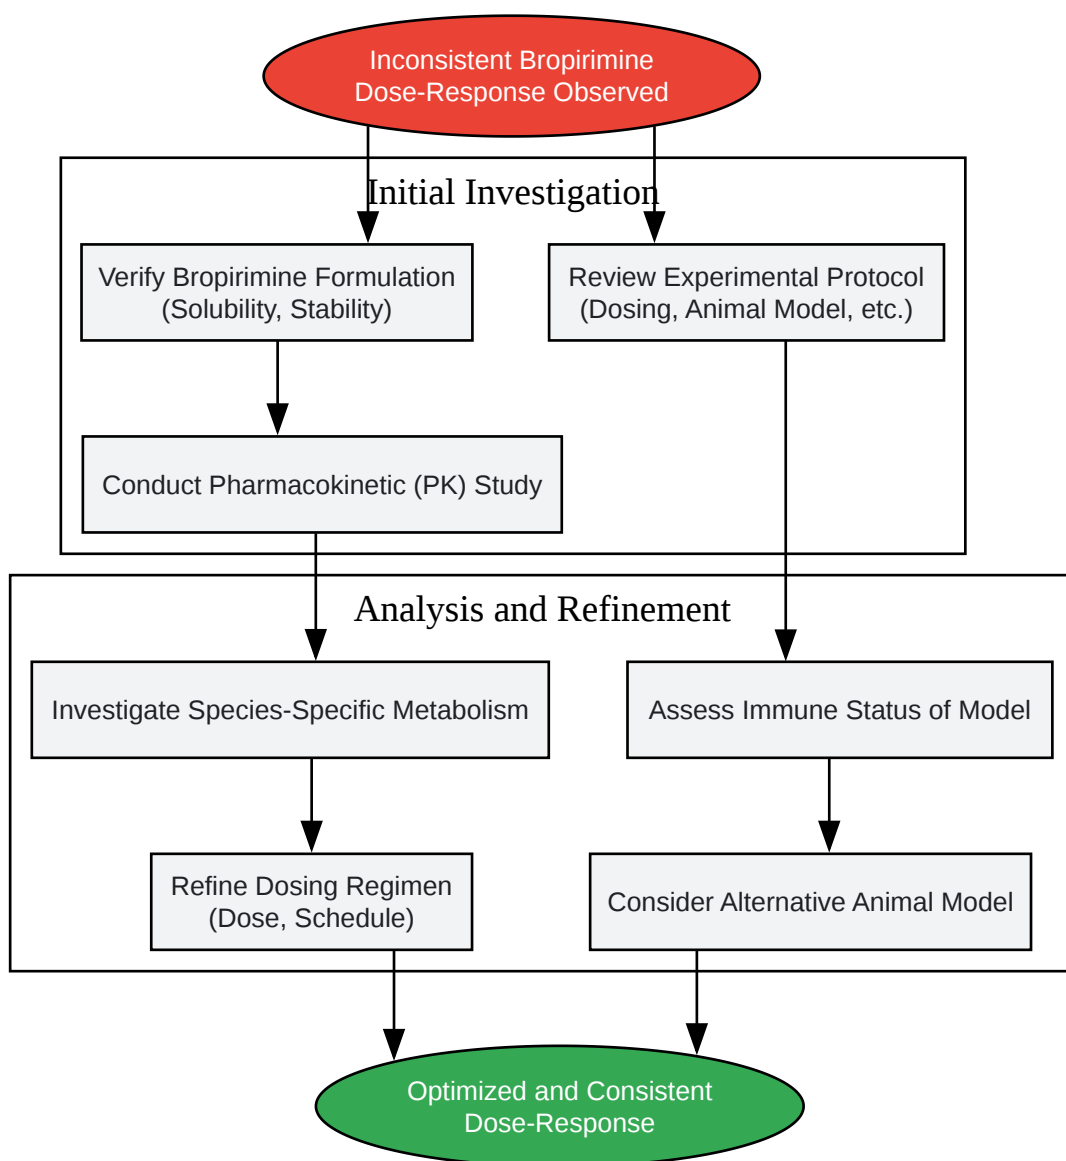 Inconsistent Bropirimine
Dose-Response Observed
Initial Investigation
Verify Bropirimine Formulation
(Solubility, Stability)
Review Experimental Protocol
(Dosing, Animal Model, etc.)
Conduct Pharmacokinetic (PK) Study
Analysis and Refinement
Investigate Species-Specific Metabolism
Assess Immune Status of Model
Refine Dosing Regimen
(Dose, Schedule)
Consider Alternative Animal Model
Optimized and Consistent
Dose-Response